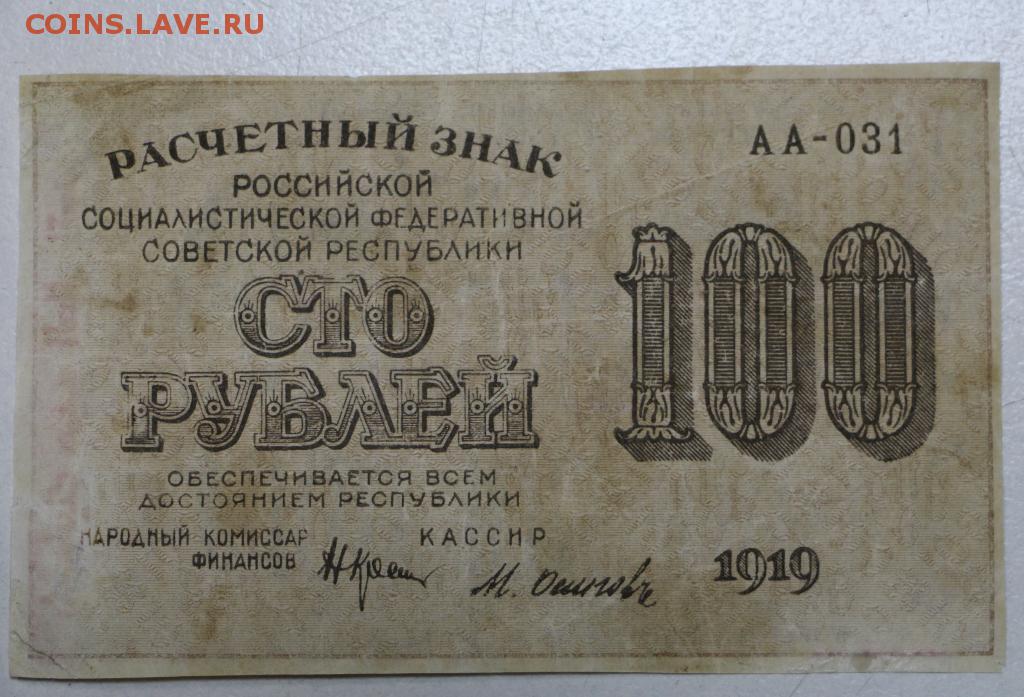 COINS.LAVE.RU
РАСЧЕТНЫЙ ЗНАК
АА-031
РОССИЙСКОЙ
СОЦИАЛИСТИЧЕСКОЙ ФЕДЕРАТИВНОЙ
СОВЕТСКОЙ РЕСПУБЛИКИ
СТО
РУБЛЕЙ
100
ОБЕСПЕЧИВАЕТСЯ ВСЕМ
ДОСТОЯНИЕМ РЕСПУБЛИКИ
НАРОДНЫЙ КОМИССАР
ФИНАНСОВ
КАССИР
М. Осиповъ
1919